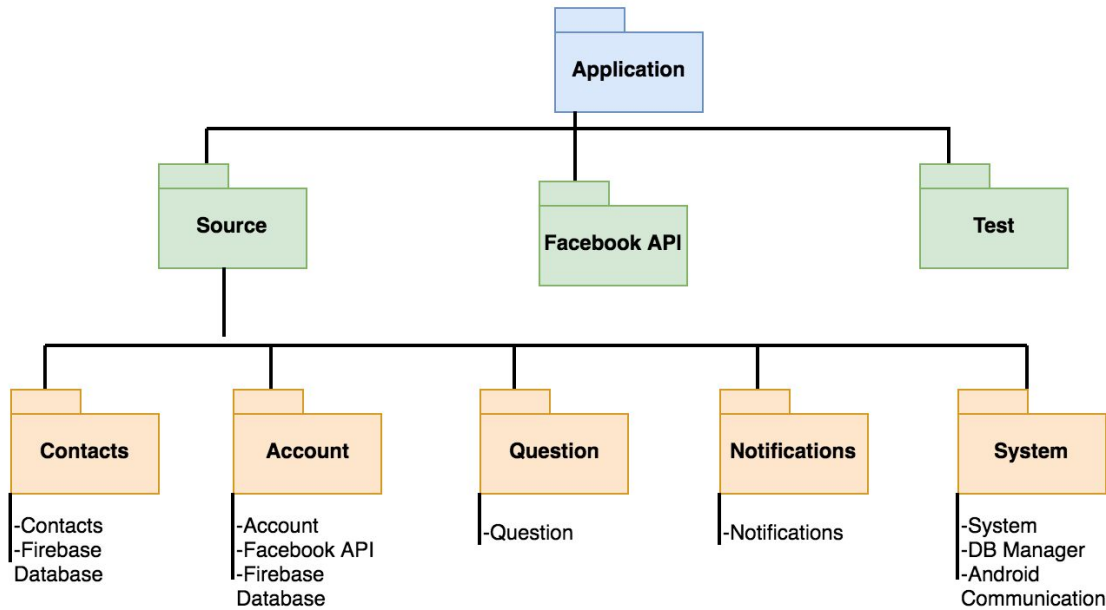 Application
Source
Facebook API
Test
Contacts
Account
Question
Notifications
System
-Contacts
-Firebase
Database
-Account
-Facebook API
-Firebase
Database
-Question
-Notifications
-System
-DB Manager
-Android
Communication